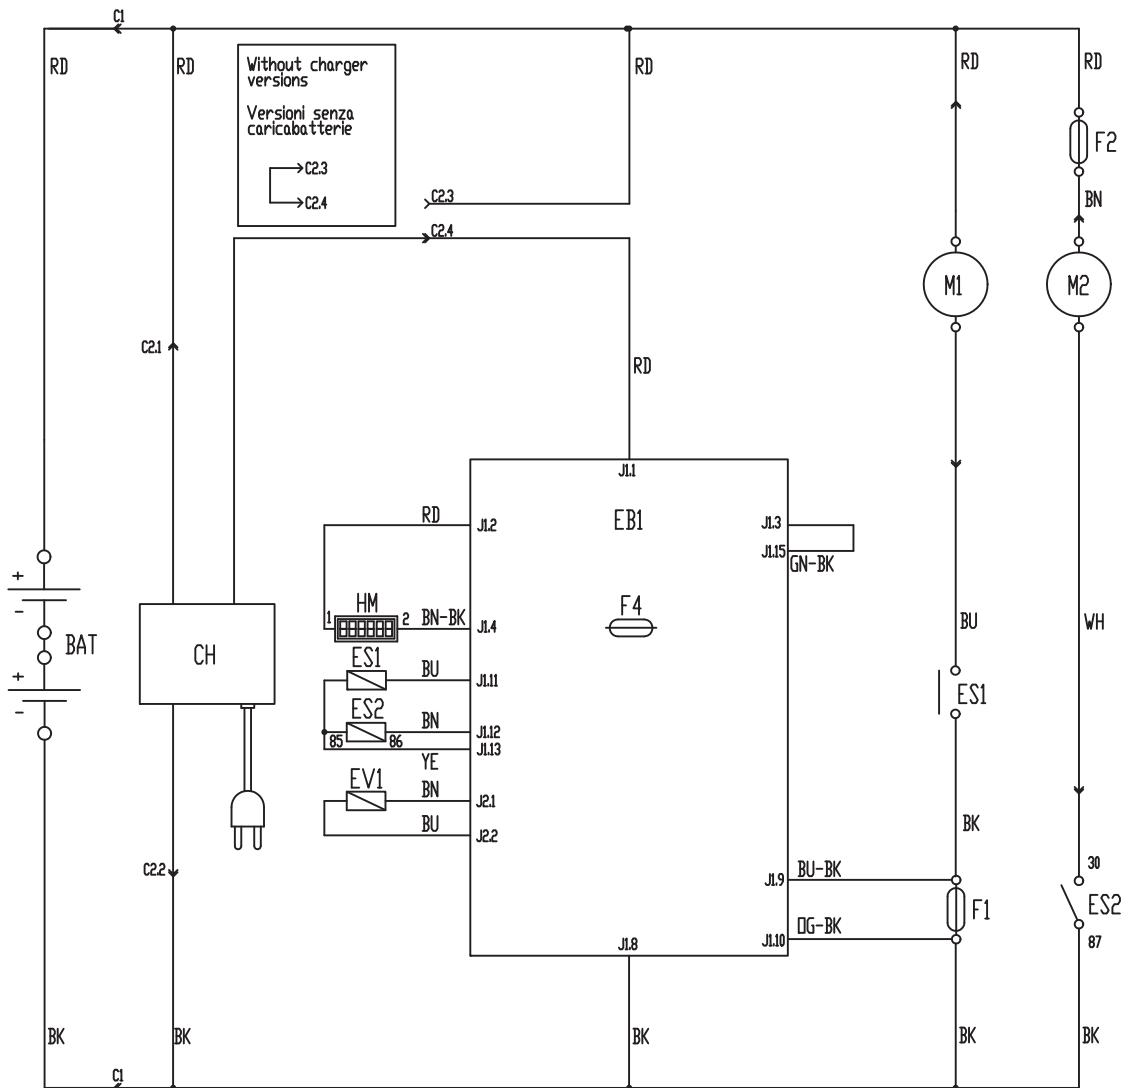 C1
RD
RD
RD
RD
RD
Without charger
versions
Versioni senza
caricabatterie
C2.3
C2.4
C2.3
C2.4
F2
BN
M1
M2
C2.1
RD
J1.1
EB1
RD
J1.2
J1.3
J1.15
GN-BK
HM
1
2
BN-BK
J1.4
F4
+
-
BAT
+
-
CH
ES1
BU
J1.11
ES2
BN
J1.12
85
86
J1.13
YE
EV1
BN
J2.1
BU
J2.2
BU
WH
ES1
BK
C2.2
30
BU-BK
J1.9
F1
ES2
OG-BK
J1.10
87
J1.8
BK
BK
BK
BK
BK
C1